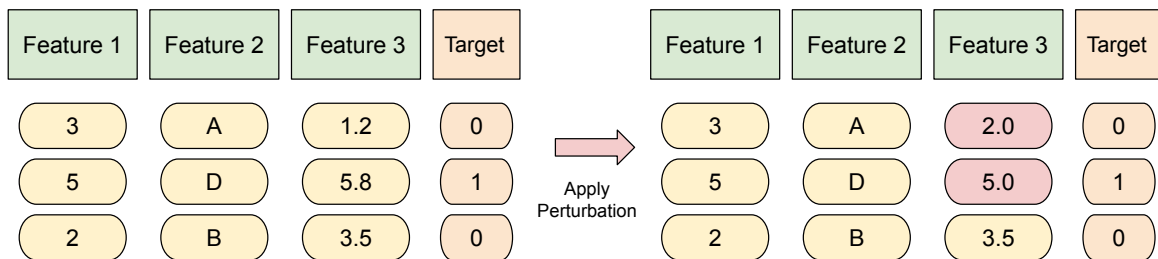 Feature 1 Feature 2 Feature 3 Target Feature 1 Feature 2 Feature 3 Target
3 A 1.2 0 3 A 2.0 0
5 D 5.8 1 5 D 5.0 1
Apply
Perturbation
2 B 3.5 0 2 B 3.5 0